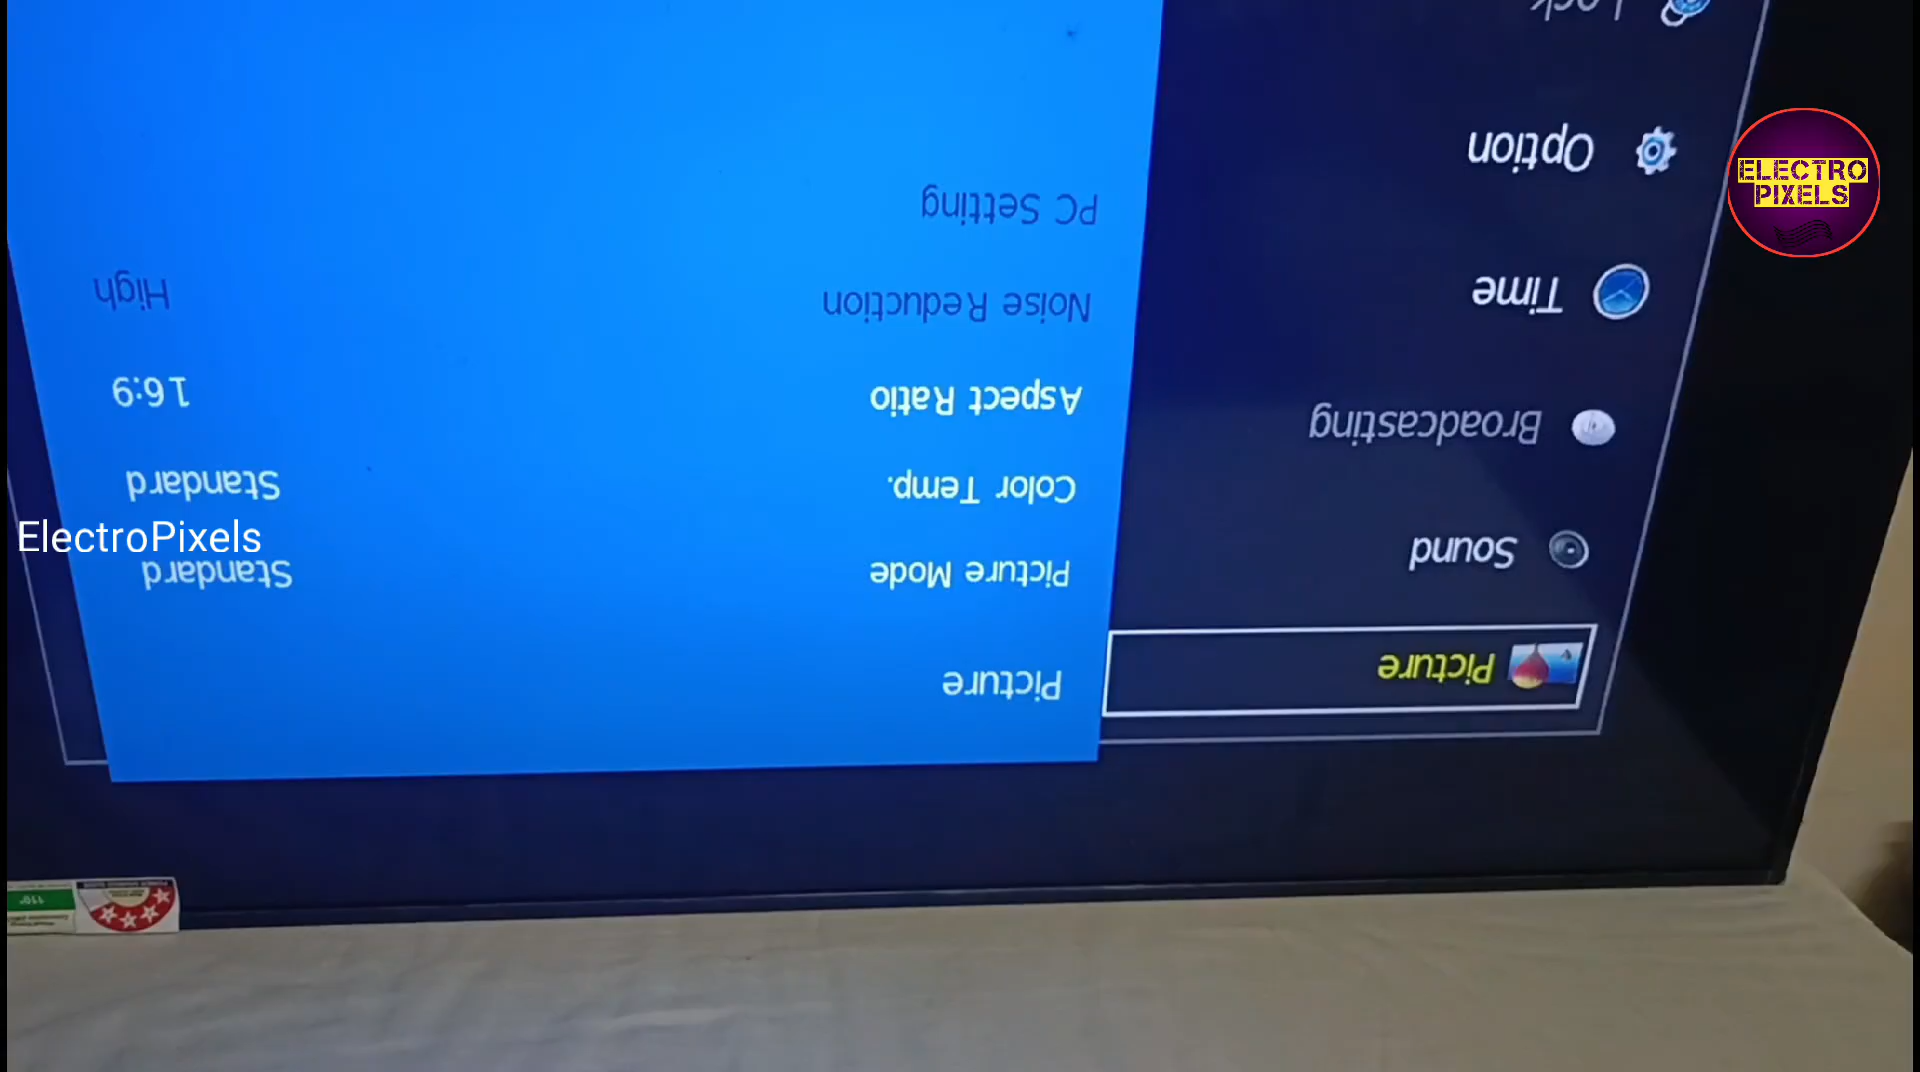 Picture
Sound
Broadcasting
Time
Option
Lock
Picture
Picture Mode Standard
Color Temp. Standard
Aspect Ratio 16:9
Noise Reduction High
PC Setting
ElectroPixels
ELECTRO
PIXELS